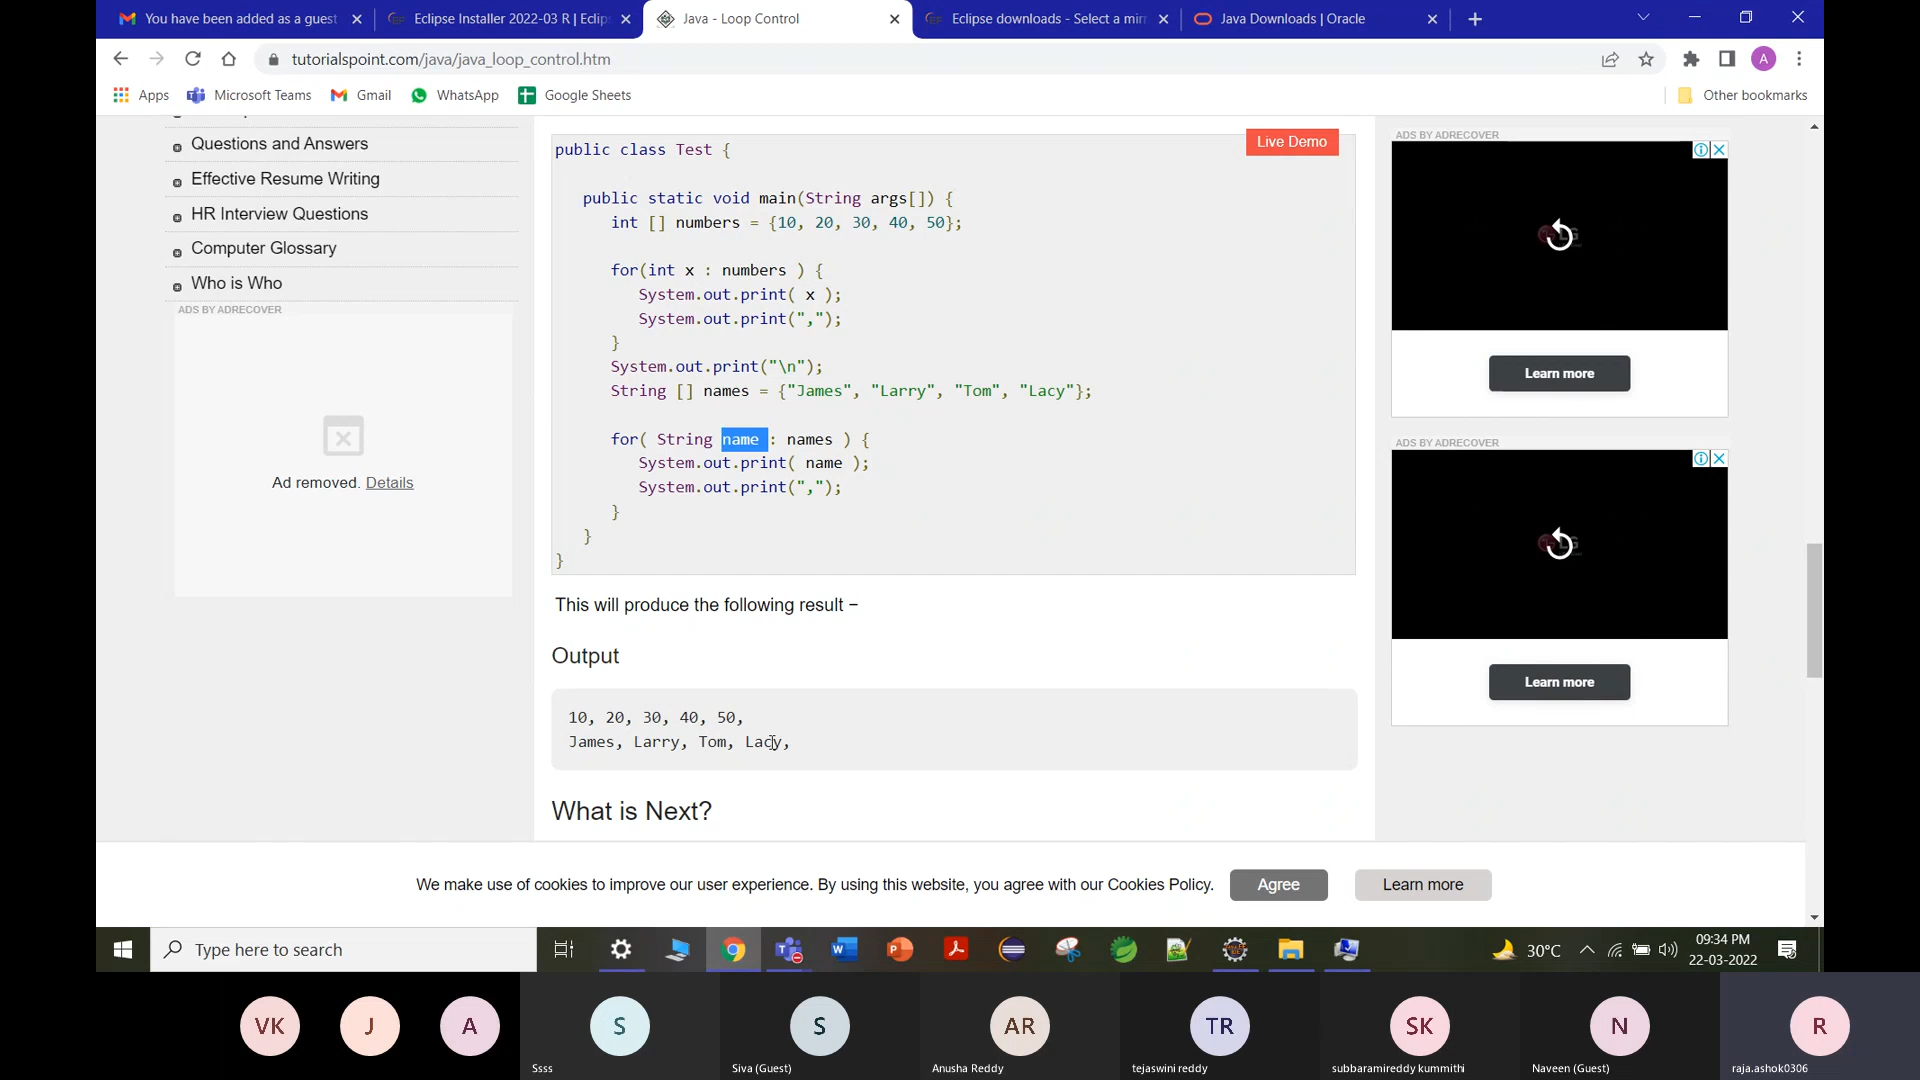 You have been added as a guest
Eclipse Installer 2022-03 R | Eclips
Java - Loop Control
Eclipse downloads - Select a mirr
Java Downloads | Oracle
tutorialspoint.com/java/java_loop_control.htm
A
Apps
Microsoft Teams
Gmail
WhatsApp
Google Sheets
Other bookmarks
Questions and Answers
Effective Resume Writing
HR Interview Questions
Computer Glossary
Who is Who
ADS BY ADRECOVER
Ad removed. Details
Live Demo
public class Test {
public static void main(String args[]) {
int [] numbers = {10, 20, 30, 40, 50};
for(int x : numbers ) {
System.out.print( x );
System.out.print(",");
}
System.out.print("\n");
String [] names = {"James", "Larry", "Tom", "Lacy"};
for( String name : names ) {
System.out.print( name );
System.out.print(",");
}
}
}
This will produce the following result −
Output
10, 20, 30, 40, 50,
James, Larry, Tom, Lacy,
What is Next?
ADS BY ADRECOVER
LG
Learn more
ADS BY ADRECOVER
LG
Learn more
We make use of cookies to improve our user experience. By using this website, you agree with our Cookies Policy.
Agree
Learn more
Type here to search
30°C
09:34 PM
22-03-2022
VK
J
A
S
S
AR
TR
SK
N
R
Ssss
Siva (Guest)
Anusha Reddy
tejaswini reddy
subbaramireddy kummithi
Naveen (Guest)
raja.ashok0306